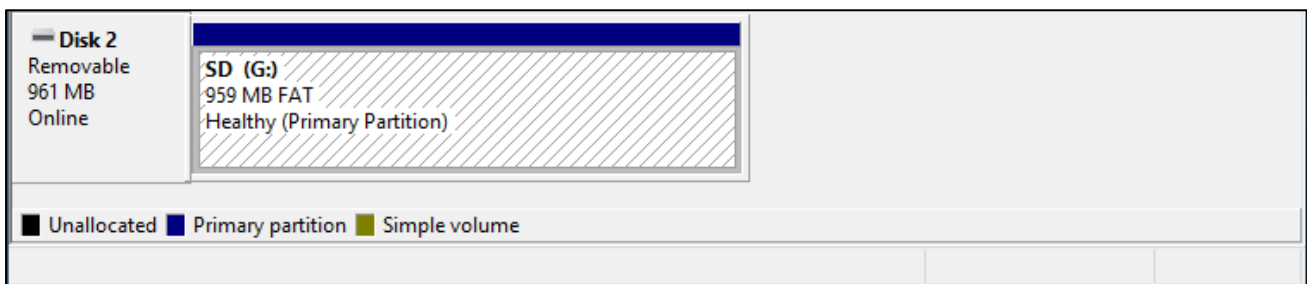 Disk 2
Removable
961 MB
Online
SD (G:)
959 MB FAT
Healthy (Primary Partition)
Unallocated Primary partition Simple volume